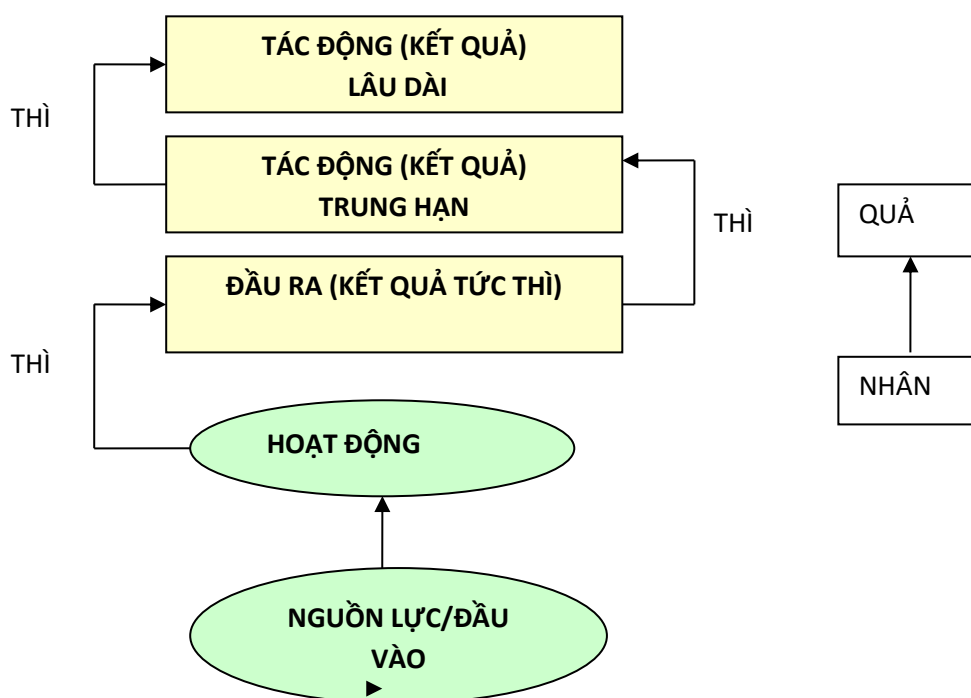 TÁC ĐỘNG (KẾT QUẢ)
LÂU DÀI
THÌ
TÁC ĐỘNG (KẾT QUẢ)
TRUNG HẠN
THÌ
QUẢ
ĐẦU RA (KẾT QUẢ TỨC THÌ)
THÌ
NHÂN
HOẠT ĐỘNG
NGUỒN LỰC/ĐẦU
VÀO